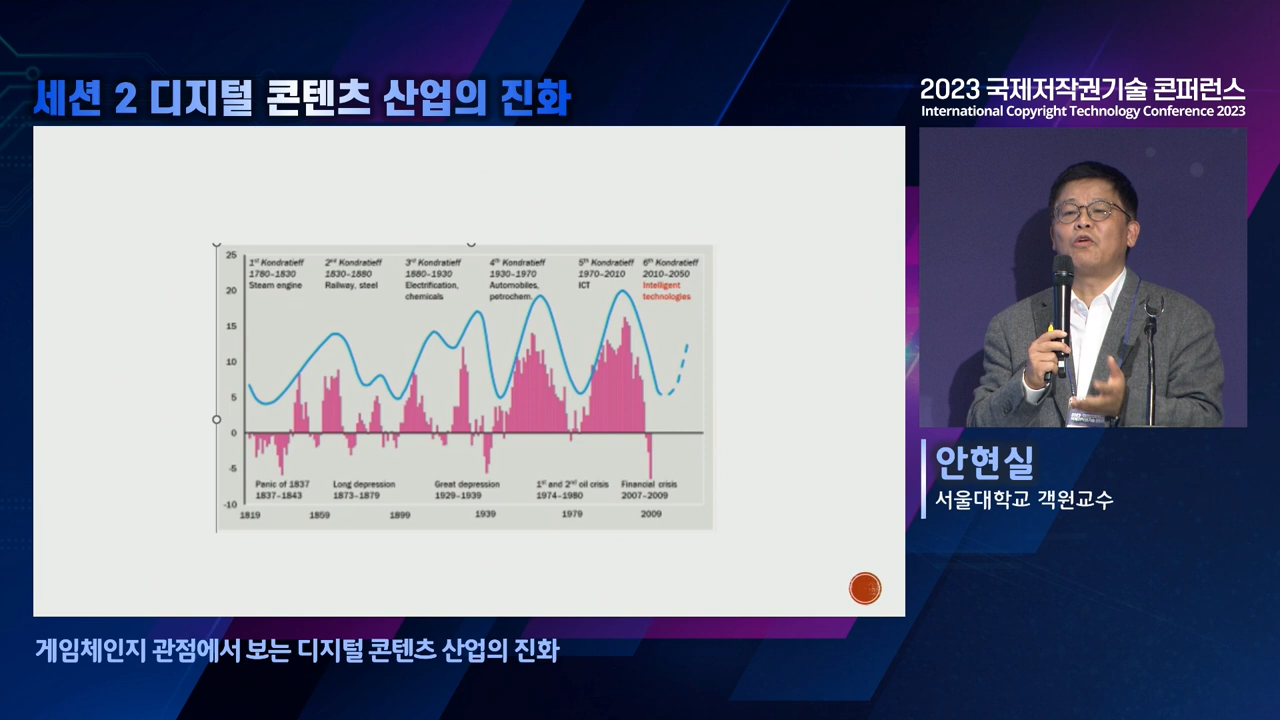 세션 2 디지털 콘텐츠 산업의 진화
2023 국제저작권기술 콘퍼런스
International Copyright Technology Conference 2023
25
20
15
10
5
0
-5
-10
1st Kondratieff
1780–1830
Steam engine
2nd Kondratieff
1830–1880
Railway, steel
3rd Kondratieff
1880–1930
Electrification,
chemicals
4th Kondratieff
1930–1970
Automobiles,
petrochem.
5th Kondratieff
1970–2010
ICT
6th Kondratieff
2010–2050
Intelligent
technologies
Panic of 1837
1837–1843
Long depression
1873–1879
Great depression
1929–1939
1st and 2nd oil crisis
1974–1980
Financial crisis
2007–2009
1819
1859
1899
1939
1979
2009
안현실
서울대학교 객원교수
게임체인지 관점에서 보는 디지털 콘텐츠 산업의 진화